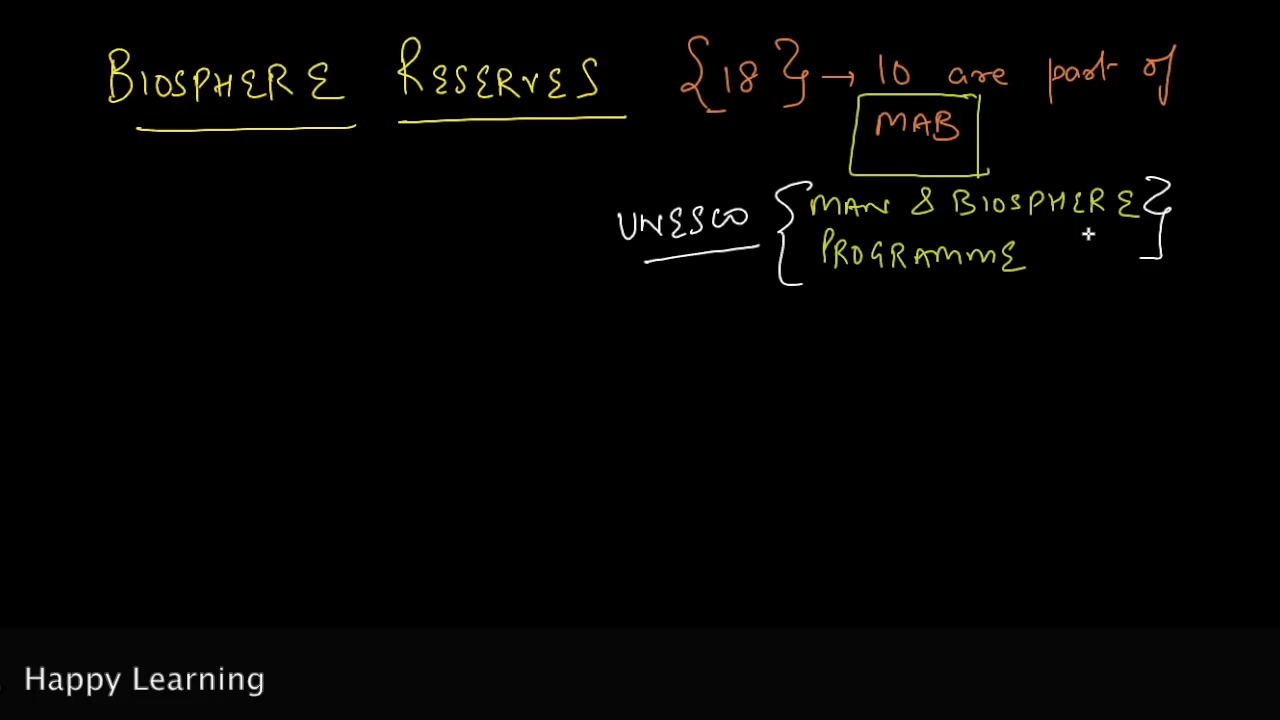 BIOSPHERE RESERVES {18} → 10 are part of
MAB
UNESCO {MAN & BIOSPHERE
PROGRAMME}
Happy Learning